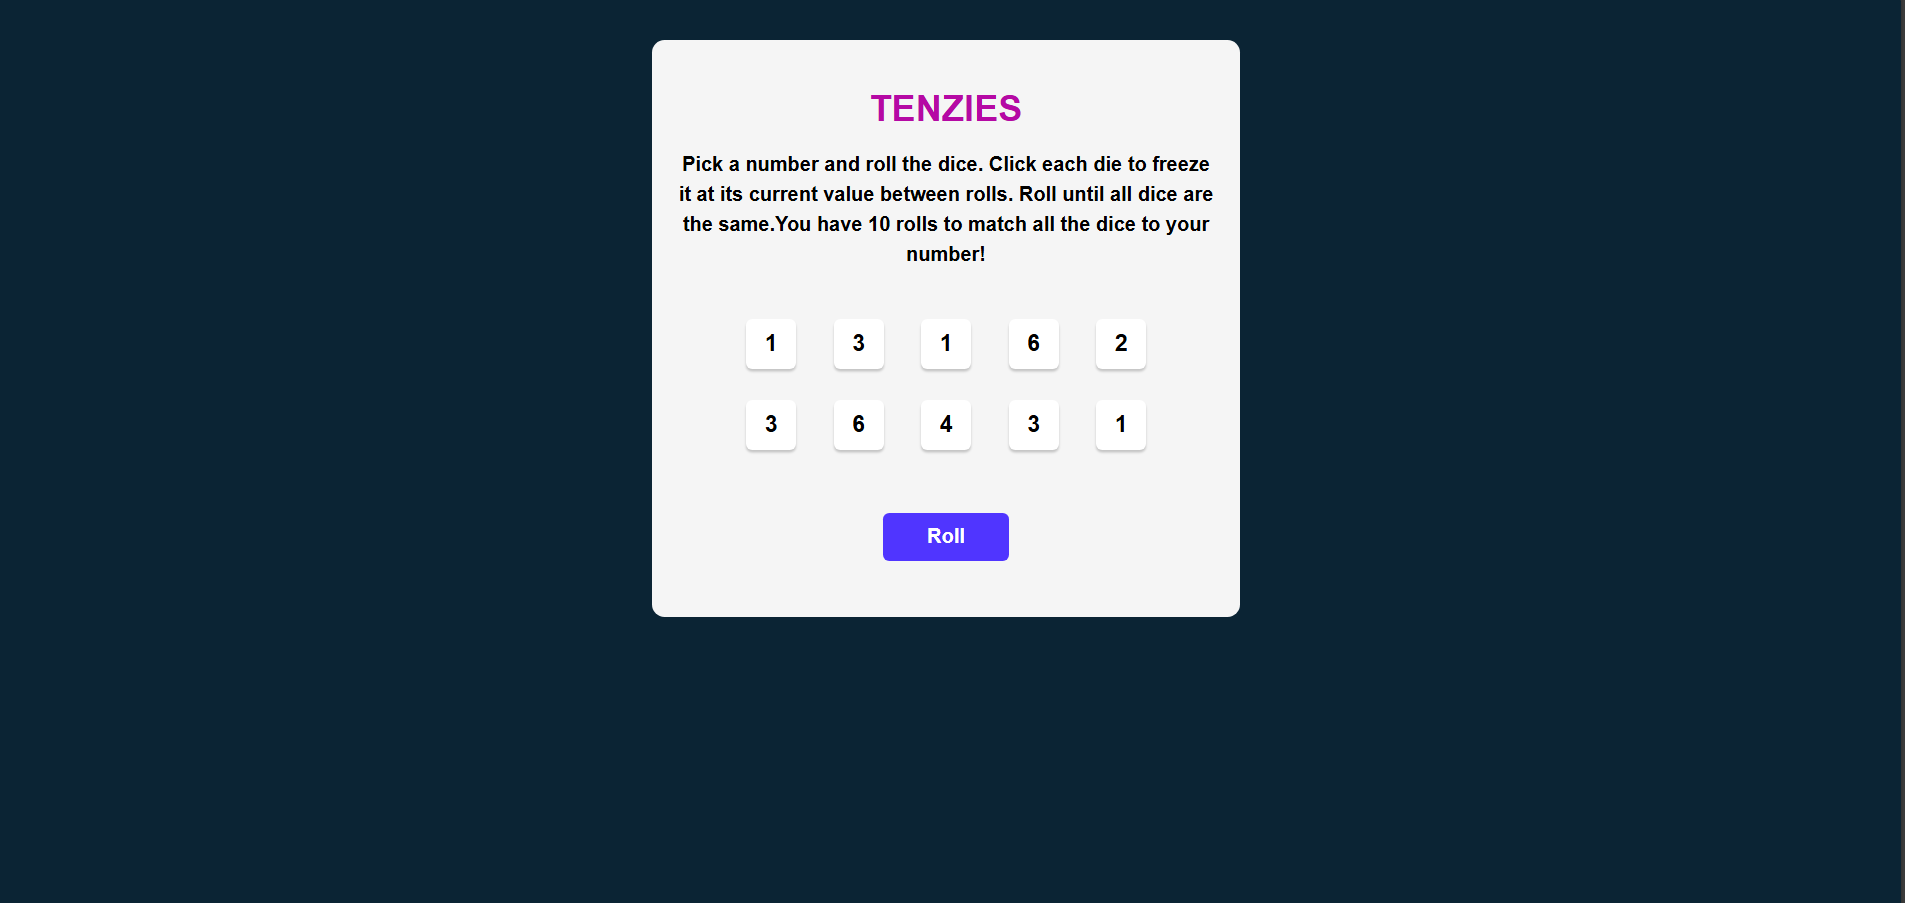 TENZIES
Pick a number and roll the dice. Click each die to freeze
it at its current value between rolls. Roll until all dice are
the same.You have 10 rolls to match all the dice to your
number!
1 3 1 6 2
3 6 4 3 1
Roll